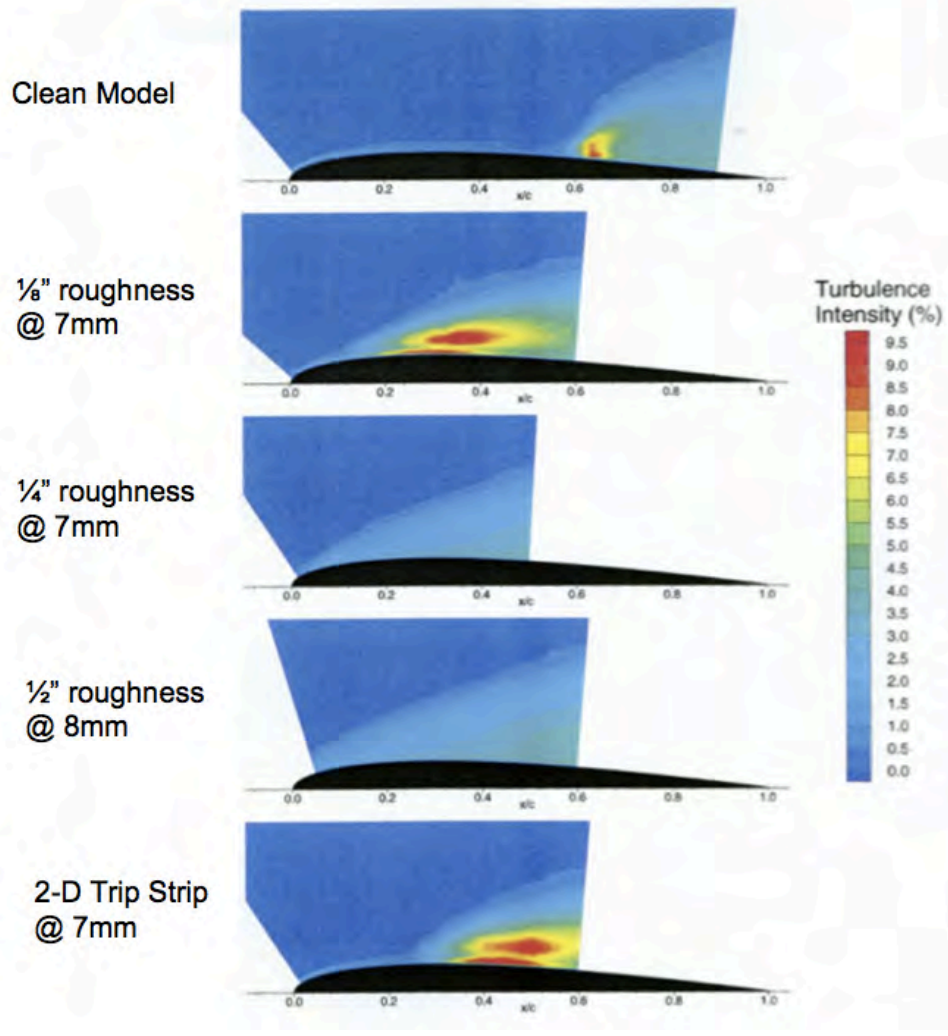 Clean Model
0.0 0.2 0.4 0.6 0.8 1.0
x/c
⅛” roughness
@ 7mm
0.0 0.2 0.4 0.6 0.8 1.0
x/c
Turbulence
Intensity (%)
9.5
9.0
8.5
8.0
7.5
7.0
6.5
6.0
5.5
5.0
4.5
4.0
3.5
3.0
2.5
2.0
1.5
1.0
0.5
0.0
¼” roughness
@ 7mm
0.0 0.2 0.4 0.6 0.8 1.0
x/c
½” roughness
@ 8mm
0.0 0.2 0.4 0.6 0.8 1.0
x/c
2-D Trip Strip
@ 7mm
0.0 0.2 0.4 0.6 0.8 1.0
x/c